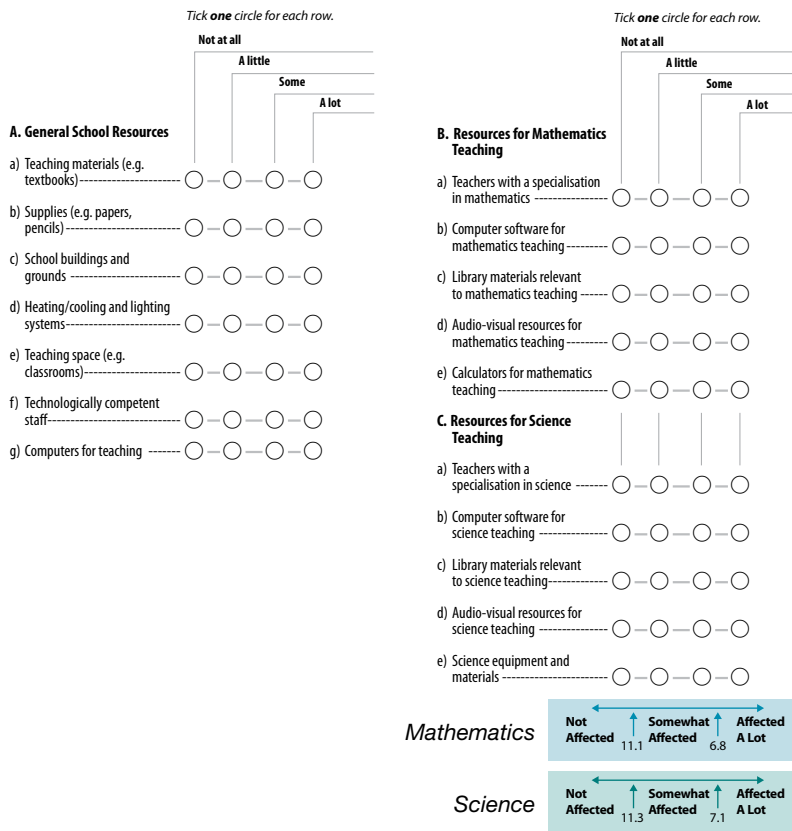 Tick one circle for each row.
Not at all
A little
Some
A lot
A. General School Resources
a) Teaching materials (e.g.
textbooks)
b) Supplies (e.g. papers,
pencils)
c) School buildings and
grounds
d) Heating/cooling and lighting
systems
e) Teaching space (e.g.
classrooms)
f) Technologically competent
staff
g) Computers for teaching
Tick one circle for each row.
Not at all
A little
Some
A lot
B. Resources for Mathematics
Teaching
a) Teachers with a specialisation
in mathematics
b) Computer software for
mathematics teaching
c) Library materials relevant
to mathematics teaching
d) Audio-visual resources for
mathematics teaching
e) Calculators for mathematics
teaching
C. Resources for Science
Teaching
a) Teachers with a
specialisation in science
b) Computer software for
science teaching
c) Library materials relevant
to science teaching
d) Audio-visual resources for
science teaching
e) Science equipment and
materials
Mathematics
Not Somewhat Affected
Affected 11.1 Affected 6.8 A Lot
Science
Not Somewhat Affected
Affected 11.3 Affected 7.1 A Lot